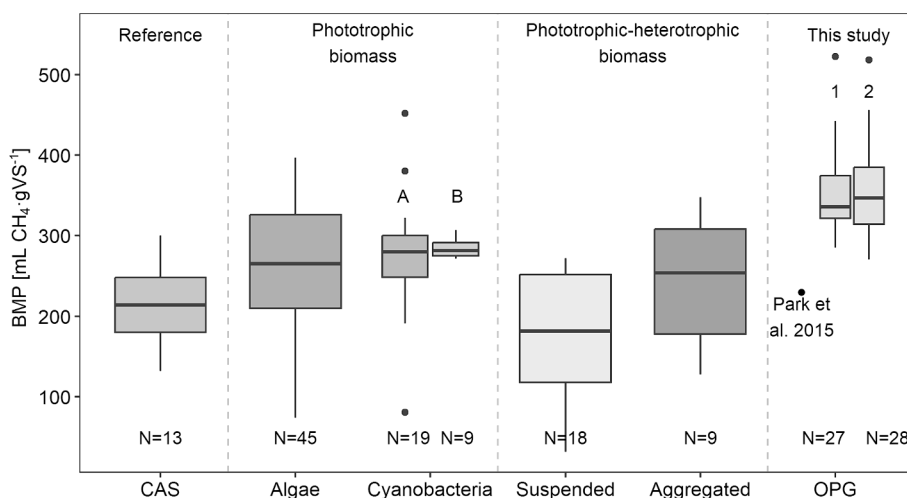 Reference
Phototrophic
biomass
Phototrophic-heterotrophic
biomass
This study
500
400
300
200
100
BMP [mL CH₄·gVS⁻¹]
A
B
1
2
Park et
al. 2015
N=13
N=45
N=19
N=9
N=18
N=9
N=27
N=28
CAS
Algae
Cyanobacteria
Suspended
Aggregated
OPG